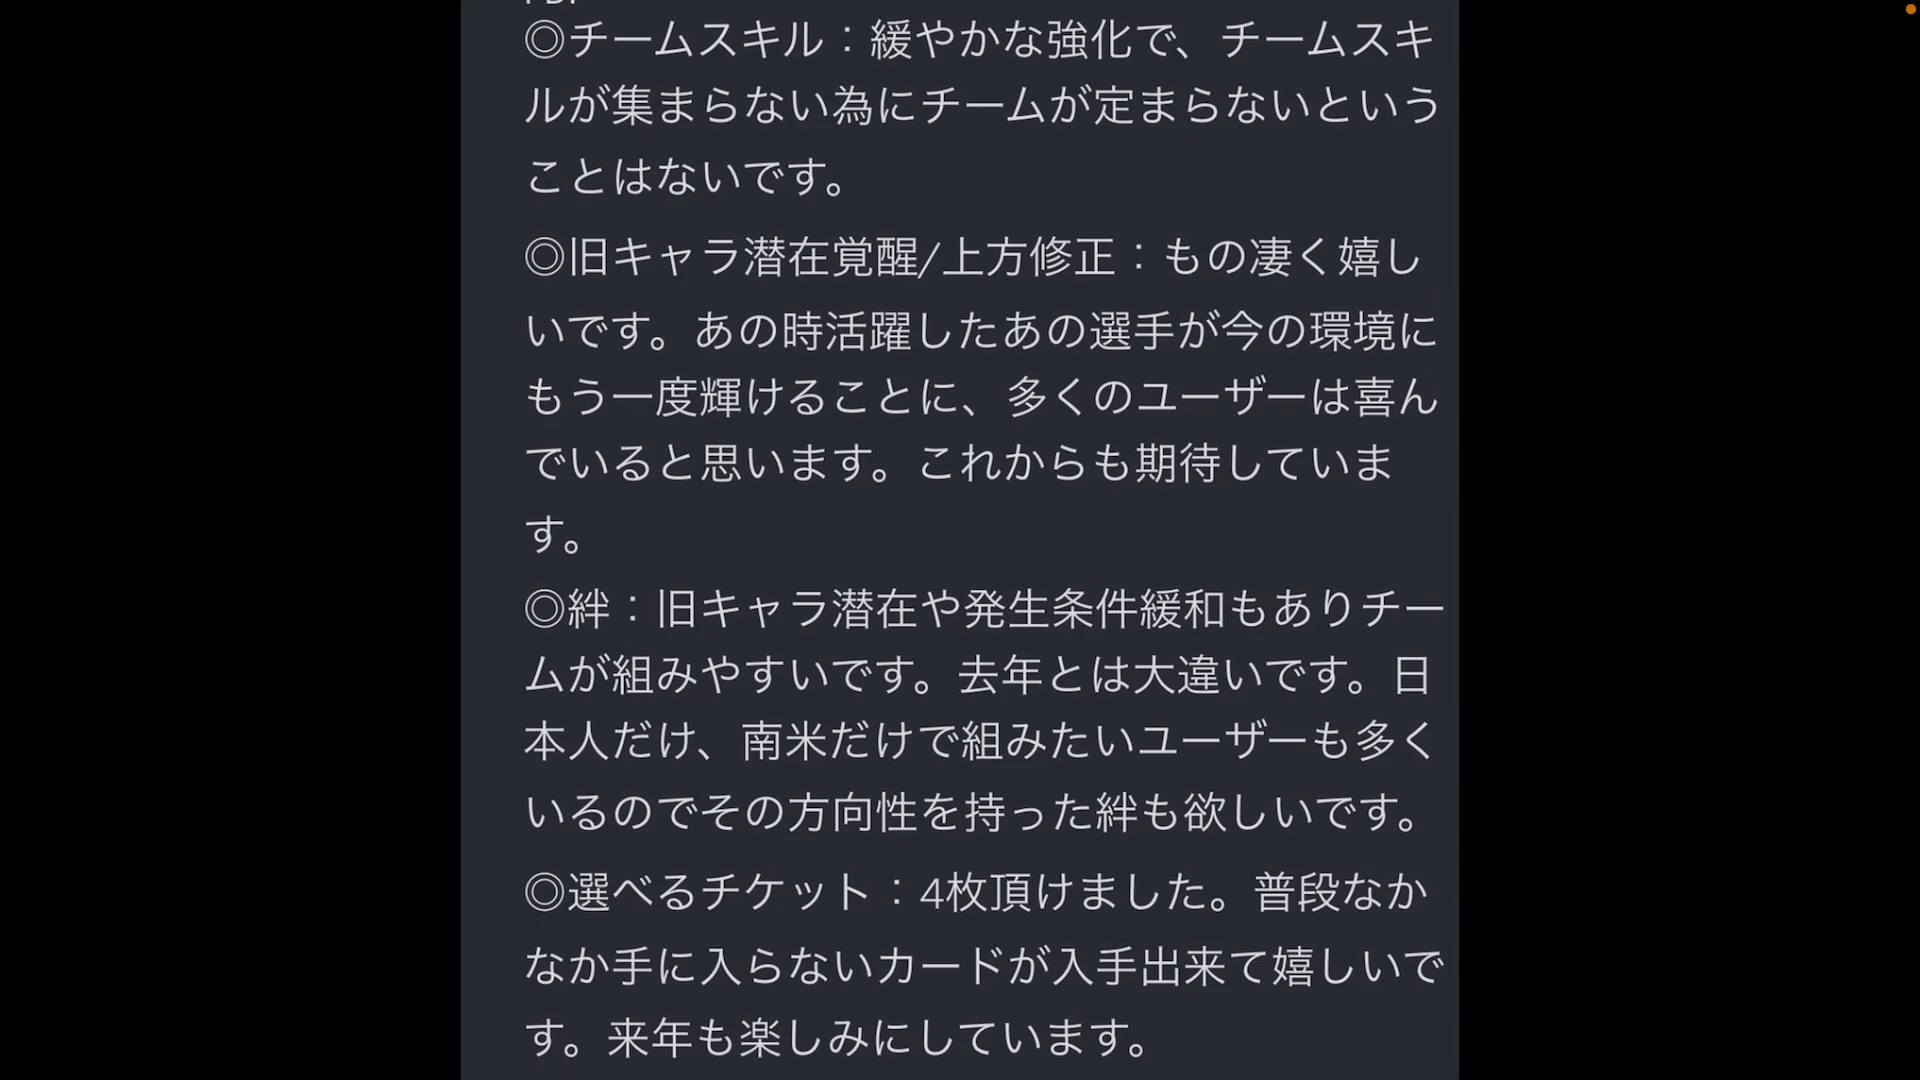 ◎チームスキル：緩やかな強化で、チームスキ
ルが集まらない為にチームが定まらないという
ことはないです。
◎旧キャラ潜在覚醒/上方修正：もの凄く嬉し
いです。あの時活躍したあの選手が今の環境に
もう一度輝けることに、多くのユーザーは喜ん
でいると思います。これからも期待していま
す。
◎絆：旧キャラ潜在や発生条件緩和もありチー
ムが組みやすいです。去年とは大違いです。日
本人だけ、南米だけで組みたいユーザーも多く
いるのでその方向性を持った絆も欲しいです。
◎選べるチケット：4枚頂けました。普段なか
なか手に入らないカードが入手出来て嬉しいで
す。来年も楽しみにしています。